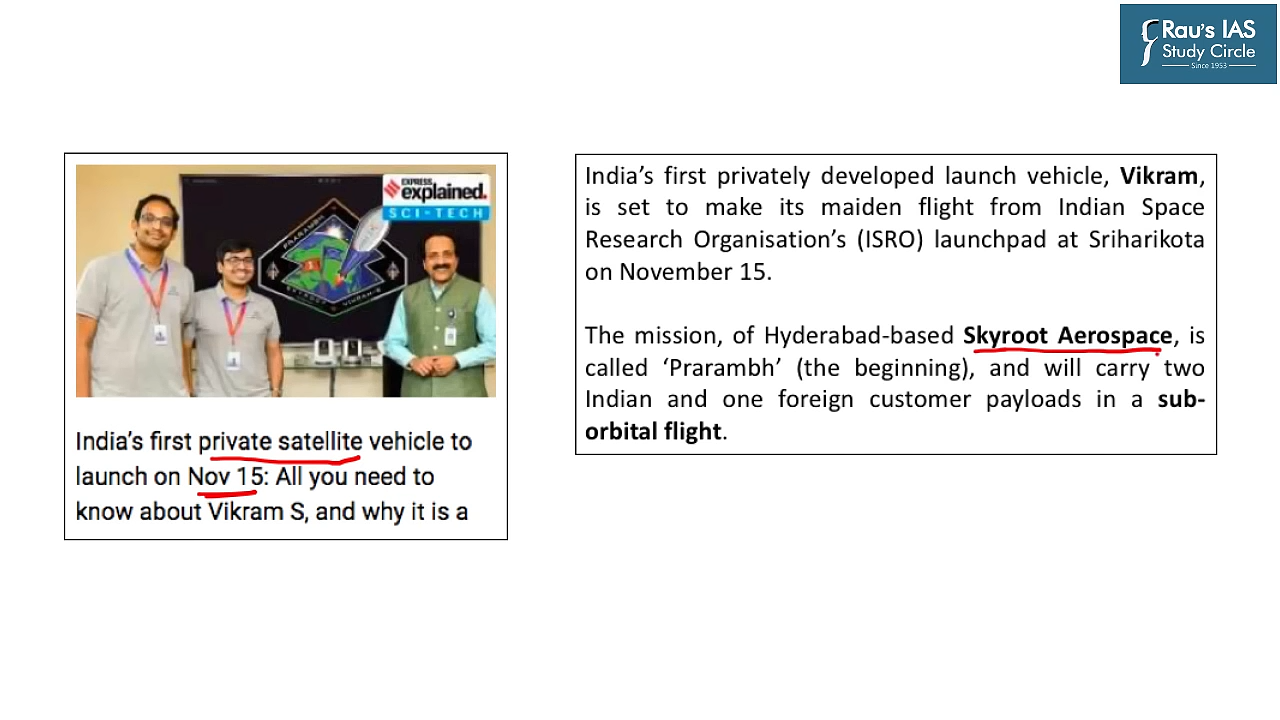 Rau's IAS
Study Circle
Since 1953
EXPRESS
explained.
SCI-TECH
PRARAMBH
SKYROOT
VIKRAM-S
India's first private satellite vehicle to
launch on Nov 15: All you need to
know about Vikram S, and why it is a
India's first privately developed launch vehicle, Vikram,
is set to make its maiden flight from Indian Space
Research Organisation's (ISRO) launchpad at Sriharikota
on November 15.
The mission, of Hyderabad-based Skyroot Aerospace, is
called 'Prarambh' (the beginning), and will carry two
Indian and one foreign customer payloads in a sub-
orbital flight.